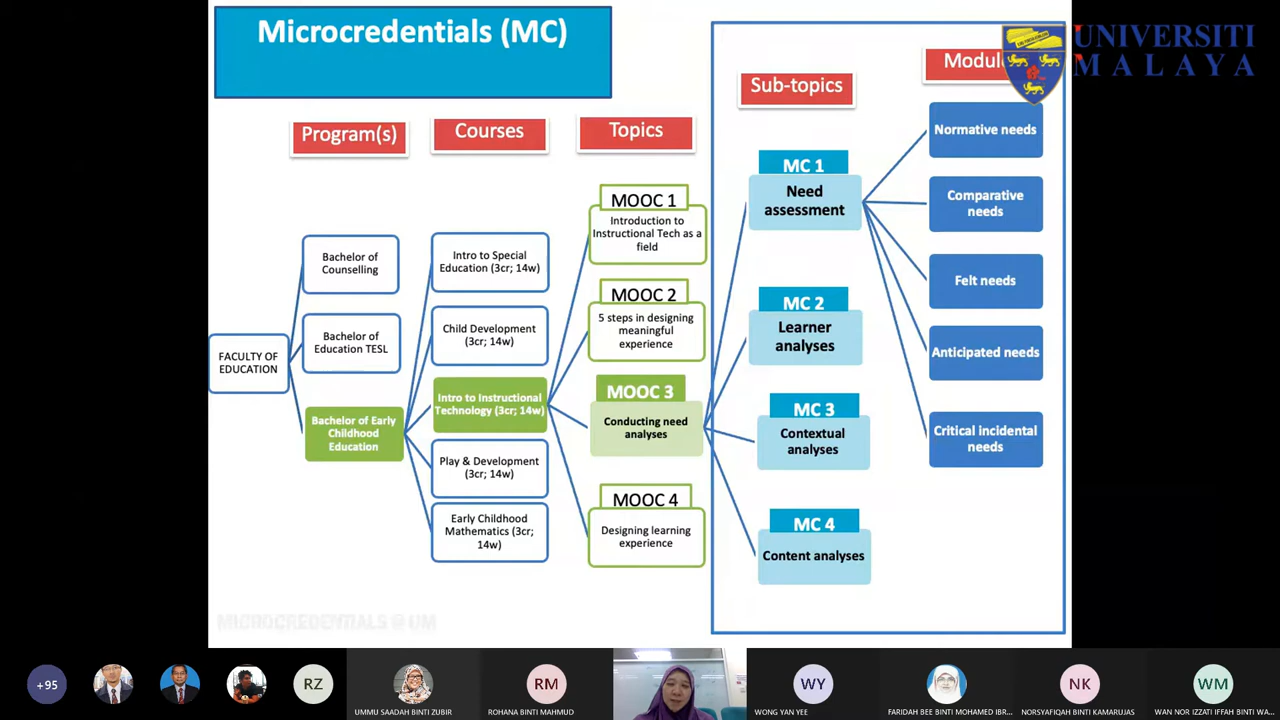 Microcredentials (MC)
UNIVERSITI
MALAYA
Program(s)
Courses
Topics
Sub-topics
Modul
FACULTY OF
EDUCATION
Bachelor of
Counselling
Bachelor of
Education TESL
Bachelor of Early
Childhood
Education
Intro to Special
Education (3cr; 14w)
Child Development
(3cr; 14w)
Intro to Instructional
Technology (3cr; 14w)
Play & Development
(3cr; 14w)
Early Childhood
Mathematics (3cr;
14w)
MOOC 1
Introduction to
Instructional Tech as a
field
MOOC 2
5 steps in designing
meaningful
experience
MOOC 3
Conducting need
analyses
MOOC 4
Designing learning
experience
MC 1
Need
assessment
MC 2
Learner
analyses
MC 3
Contextual
analyses
MC 4
Content analyses
Normative needs
Comparative
needs
Felt needs
Anticipated needs
Critical incidental
needs
MICROCREDENTIALS @ UM
+95
RZ
UMMU SAADAH BINTI ZUBIR
RM
ROHANA BINTI MAHMUD
WY
WONG YAN YEE
FARIDAH BEE BINTI MOHAMED IBR...
NK
NORSYAFIQAH BINTI KAMARUJAS
WM
WAN NOR IZZATI IFFAH BINTI WA...